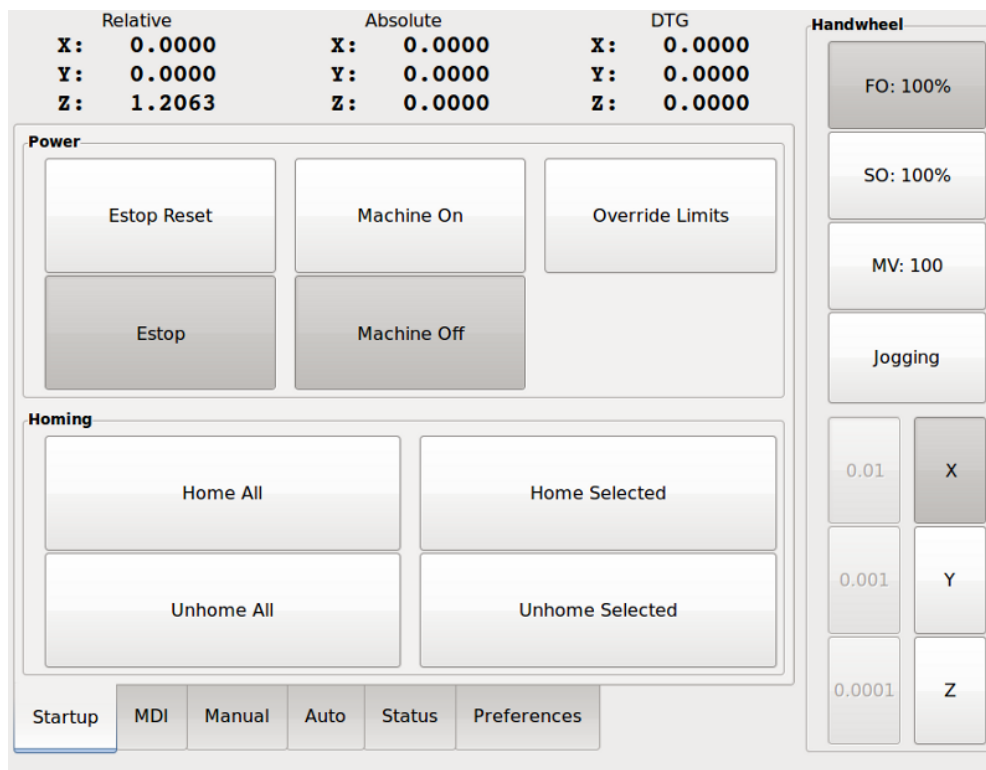 Relative Absolute DTG
X: 0.0000 X: 0.0000 X: 0.0000
Y: 0.0000 Y: 0.0000 Y: 0.0000
Z: 1.2063 Z: 0.0000 Z: 0.0000
Power
Estop Reset Machine On Override Limits
Estop Machine Off
Homing
Home All Home Selected
Unhome All Unhome Selected
Startup MDI Manual Auto Status Preferences
Handwheel
FO: 100%
SO: 100%
MV: 100
Jogging
0.01 X
0.001 Y
0.0001 Z